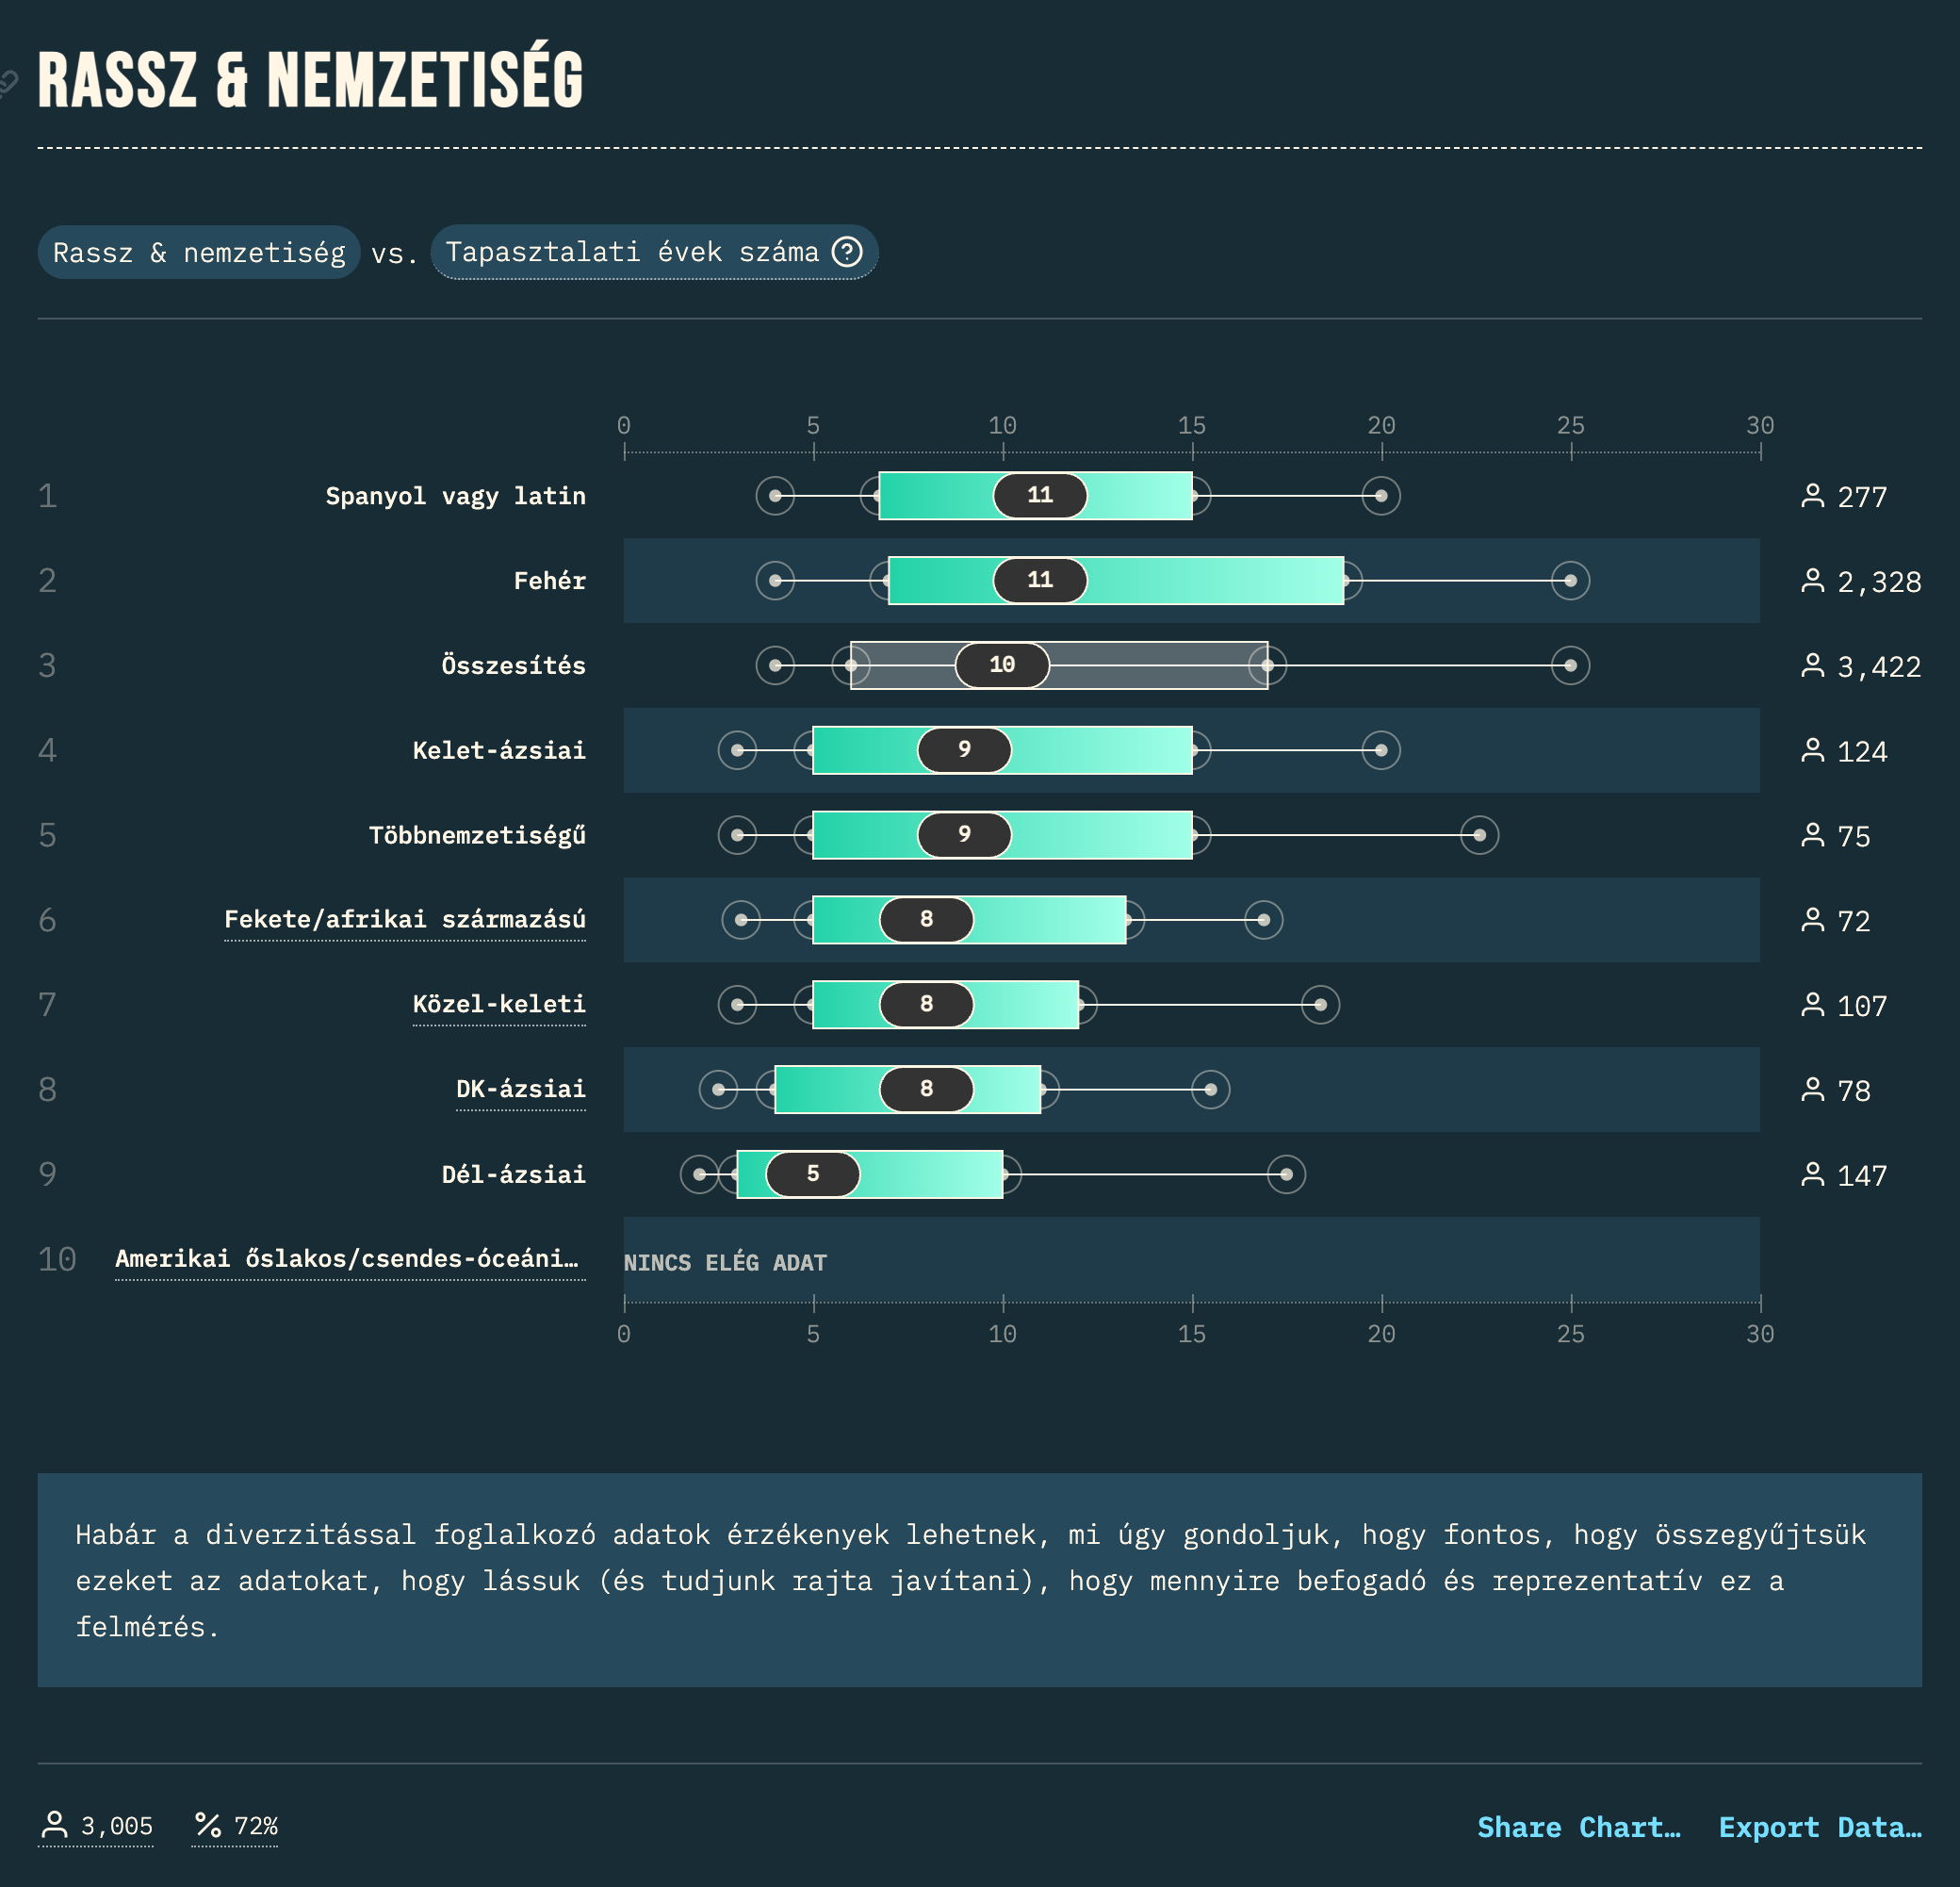 RASSZ & NEMZETISÉG
Rassz & nemzetiség vs. Tapasztalati évek száma ?
0 5 10 15 20 25 30
1 Spanyol vagy latin 11 277
2 Fehér 11 2,328
3 Összesítés 10 3,422
4 Kelet-ázsiai 9 124
5 Többnemzetiségű 9 75
6 Fekete/afrikai származású 8 72
7 Közel-keleti 8 107
8 DK-ázsiai 8 78
9 Dél-ázsiai 5 147
10 Amerikai őslakos/csendes-óceáni… NINCS ELÉG ADAT
0 5 10 15 20 25 30
Habár a diverzitással foglalkozó adatok érzékenyek lehetnek, mi úgy gondoljuk, hogy fontos, hogy összegyűjtsük
ezeket az adatokat, hogy lássuk (és tudjunk rajta javítani), hogy mennyire befogadó és reprezentatív ez a
felmérés.
3,005 % 72% Share Chart… Export Data…